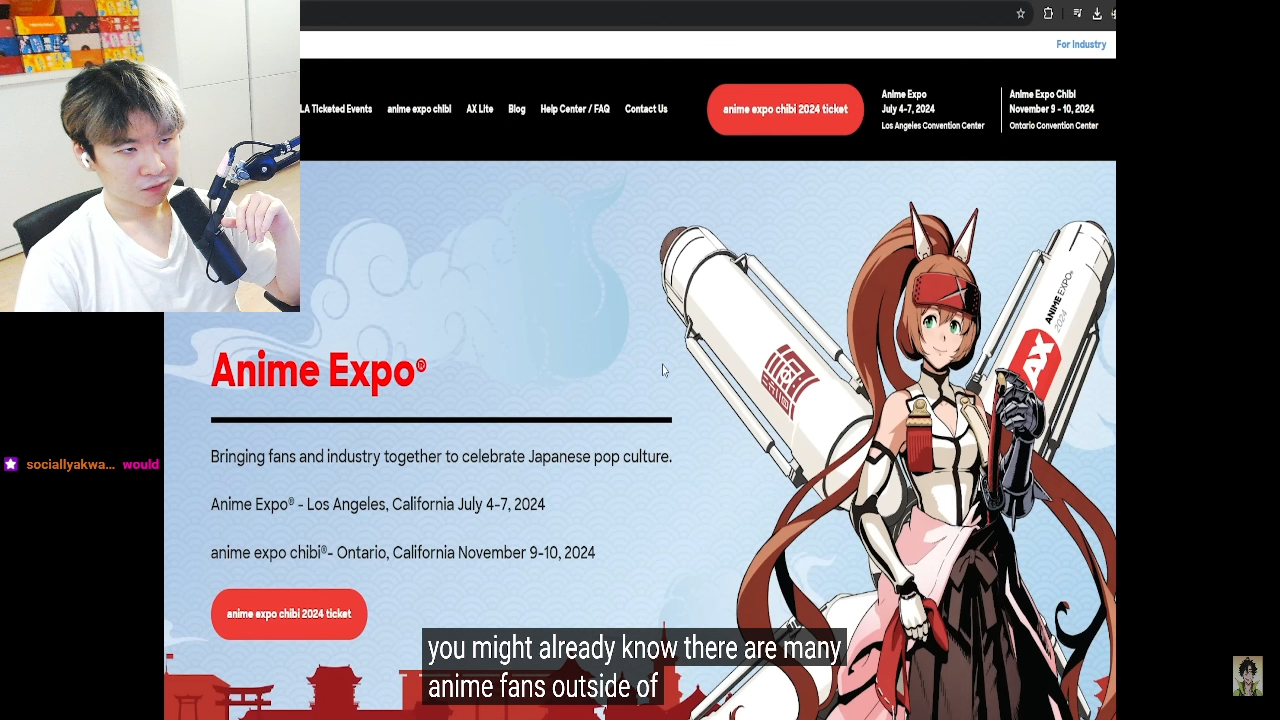 For Industry
LA Ticketed Events
anime expo chibi
AX Lite
Blog
Help Center / FAQ
Contact Us
anime expo chibi 2024 ticket
Anime Expo
July 4-7, 2024
Los Angeles Convention Center
Anime Expo Chibi
November 9 - 10, 2024
Ontario Convention Center
ANIME EXPO®
2024
AX
Anime Expo®
Bringing fans and industry together to celebrate Japanese pop culture.
Anime Expo® - Los Angeles, California July 4-7, 2024
anime expo chibi®- Ontario, California November 9-10, 2024
anime expo chibi 2024 ticket
sociallyakwa... would
you might already know there are many
anime fans outside of